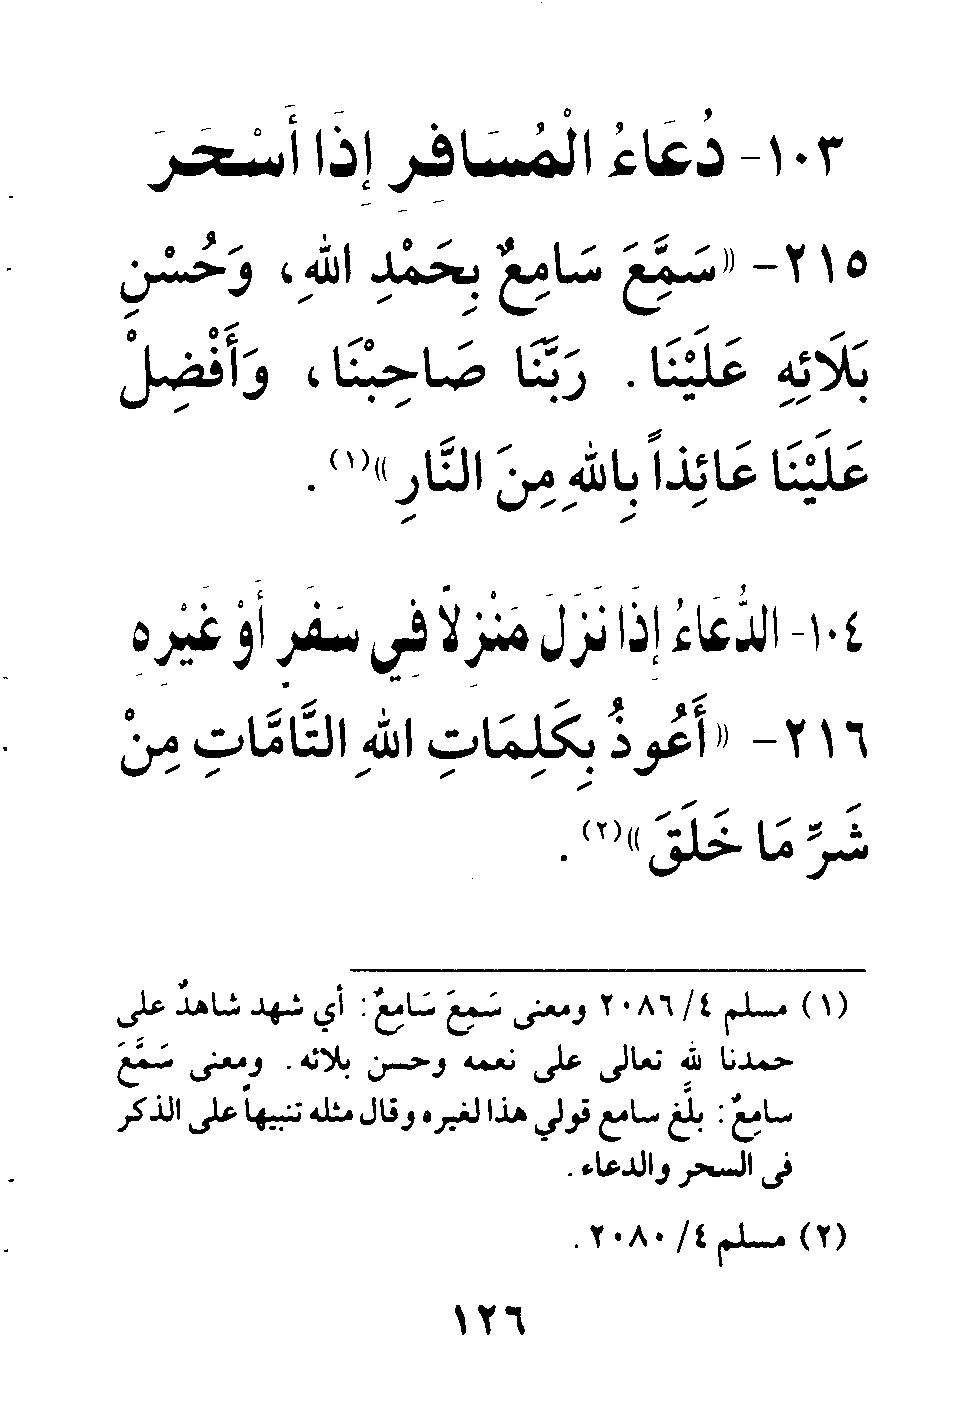 ١٠٣- دُعَاءُ الْمُسَافِرِ إِذَا أَسْحَرَ
٢١٥- «سَمَّعَ سَامِعٌ بِحَمْدِ اللهِ، وَحُسْنِ
بَلَائِهِ عَلَيْنَا. رَبَّنَا صَاحِبْنَا، وَأَفْضِلْ
عَلَيْنَا عَائِذاً بِاللهِ مِنَ النَّارِ»(١).
١٠٤- الدُّعَاءُ إِذَا نَزَلَ مَنْزِلاً فِي سَفَرٍ أَوْ غَيْرِهِ
٢١٦- «أَعُوذُ بِكَلِمَاتِ اللهِ التَّامَّاتِ مِنْ
شَرِّ مَا خَلَقَ»(٢).
(١) مسلم ٤/ ٢٠٨٦ ومعنى سَمِعَ سَامِعٌ: أي شهد شاهدٌ على
حمدنا لله تعالى على نعمه وحسن بلائه. ومعنى سَمَّعَ
سامِعٌ: بلَّغ سامع قولي هذا لغيره وقال مثله تنبيهاً على الذكر
في السحر والدعاء.
(٢) مسلم ٤/ ٢٠٨٠.
١٢٦